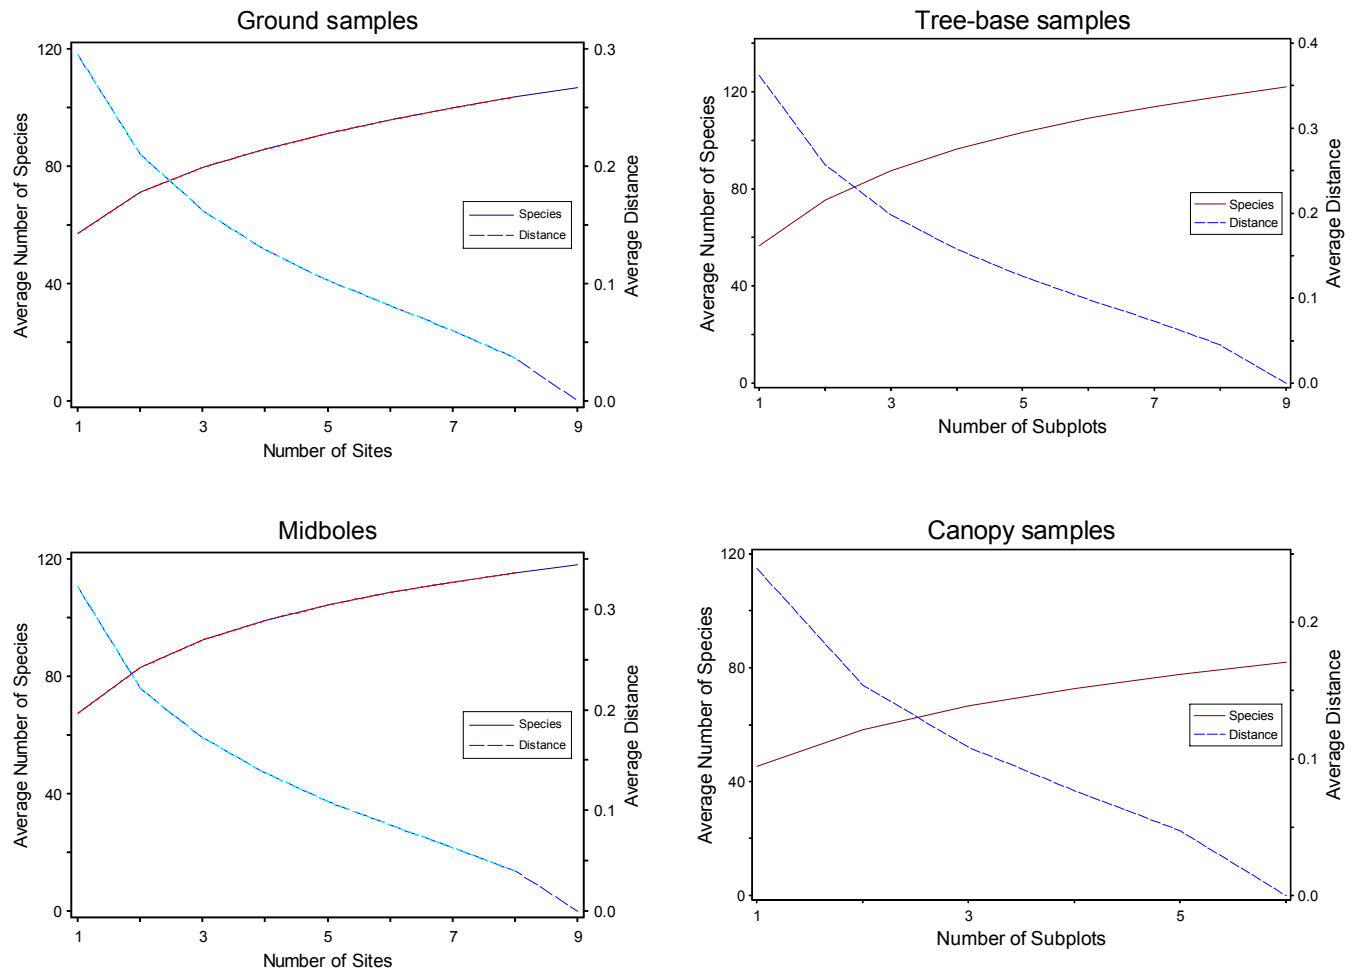 Ground samples
120
80
40
0
0.3
0.2
0.1
0.0
1 3 5 7 9
Average Number of Species
Average Distance
Number of Sites
Species
Distance
Tree-base samples
120
80
40
0
0.4
0.3
0.2
0.1
0.0
1 3 5 7 9
Average Number of Species
Average Distance
Number of Subplots
Species
Distance
Midboles
120
80
40
0
0.3
0.2
0.1
0.0
1 3 5 7 9
Average Number of Species
Average Distance
Number of Sites
Species
Distance
Canopy samples
120
80
40
0
0.2
0.1
0.0
1 3 5
Average Number of Species
Average Distance
Number of Subplots
Species
Distance